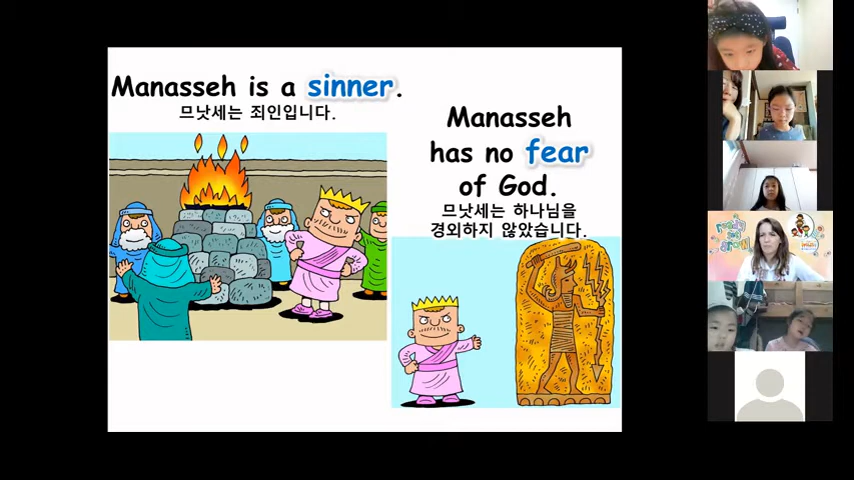 Manasseh is a sinner.
므낫세는 죄인입니다.
Manasseh
has no fear
of God.
므낫세는 하나님을
경외하지 않았습니다.